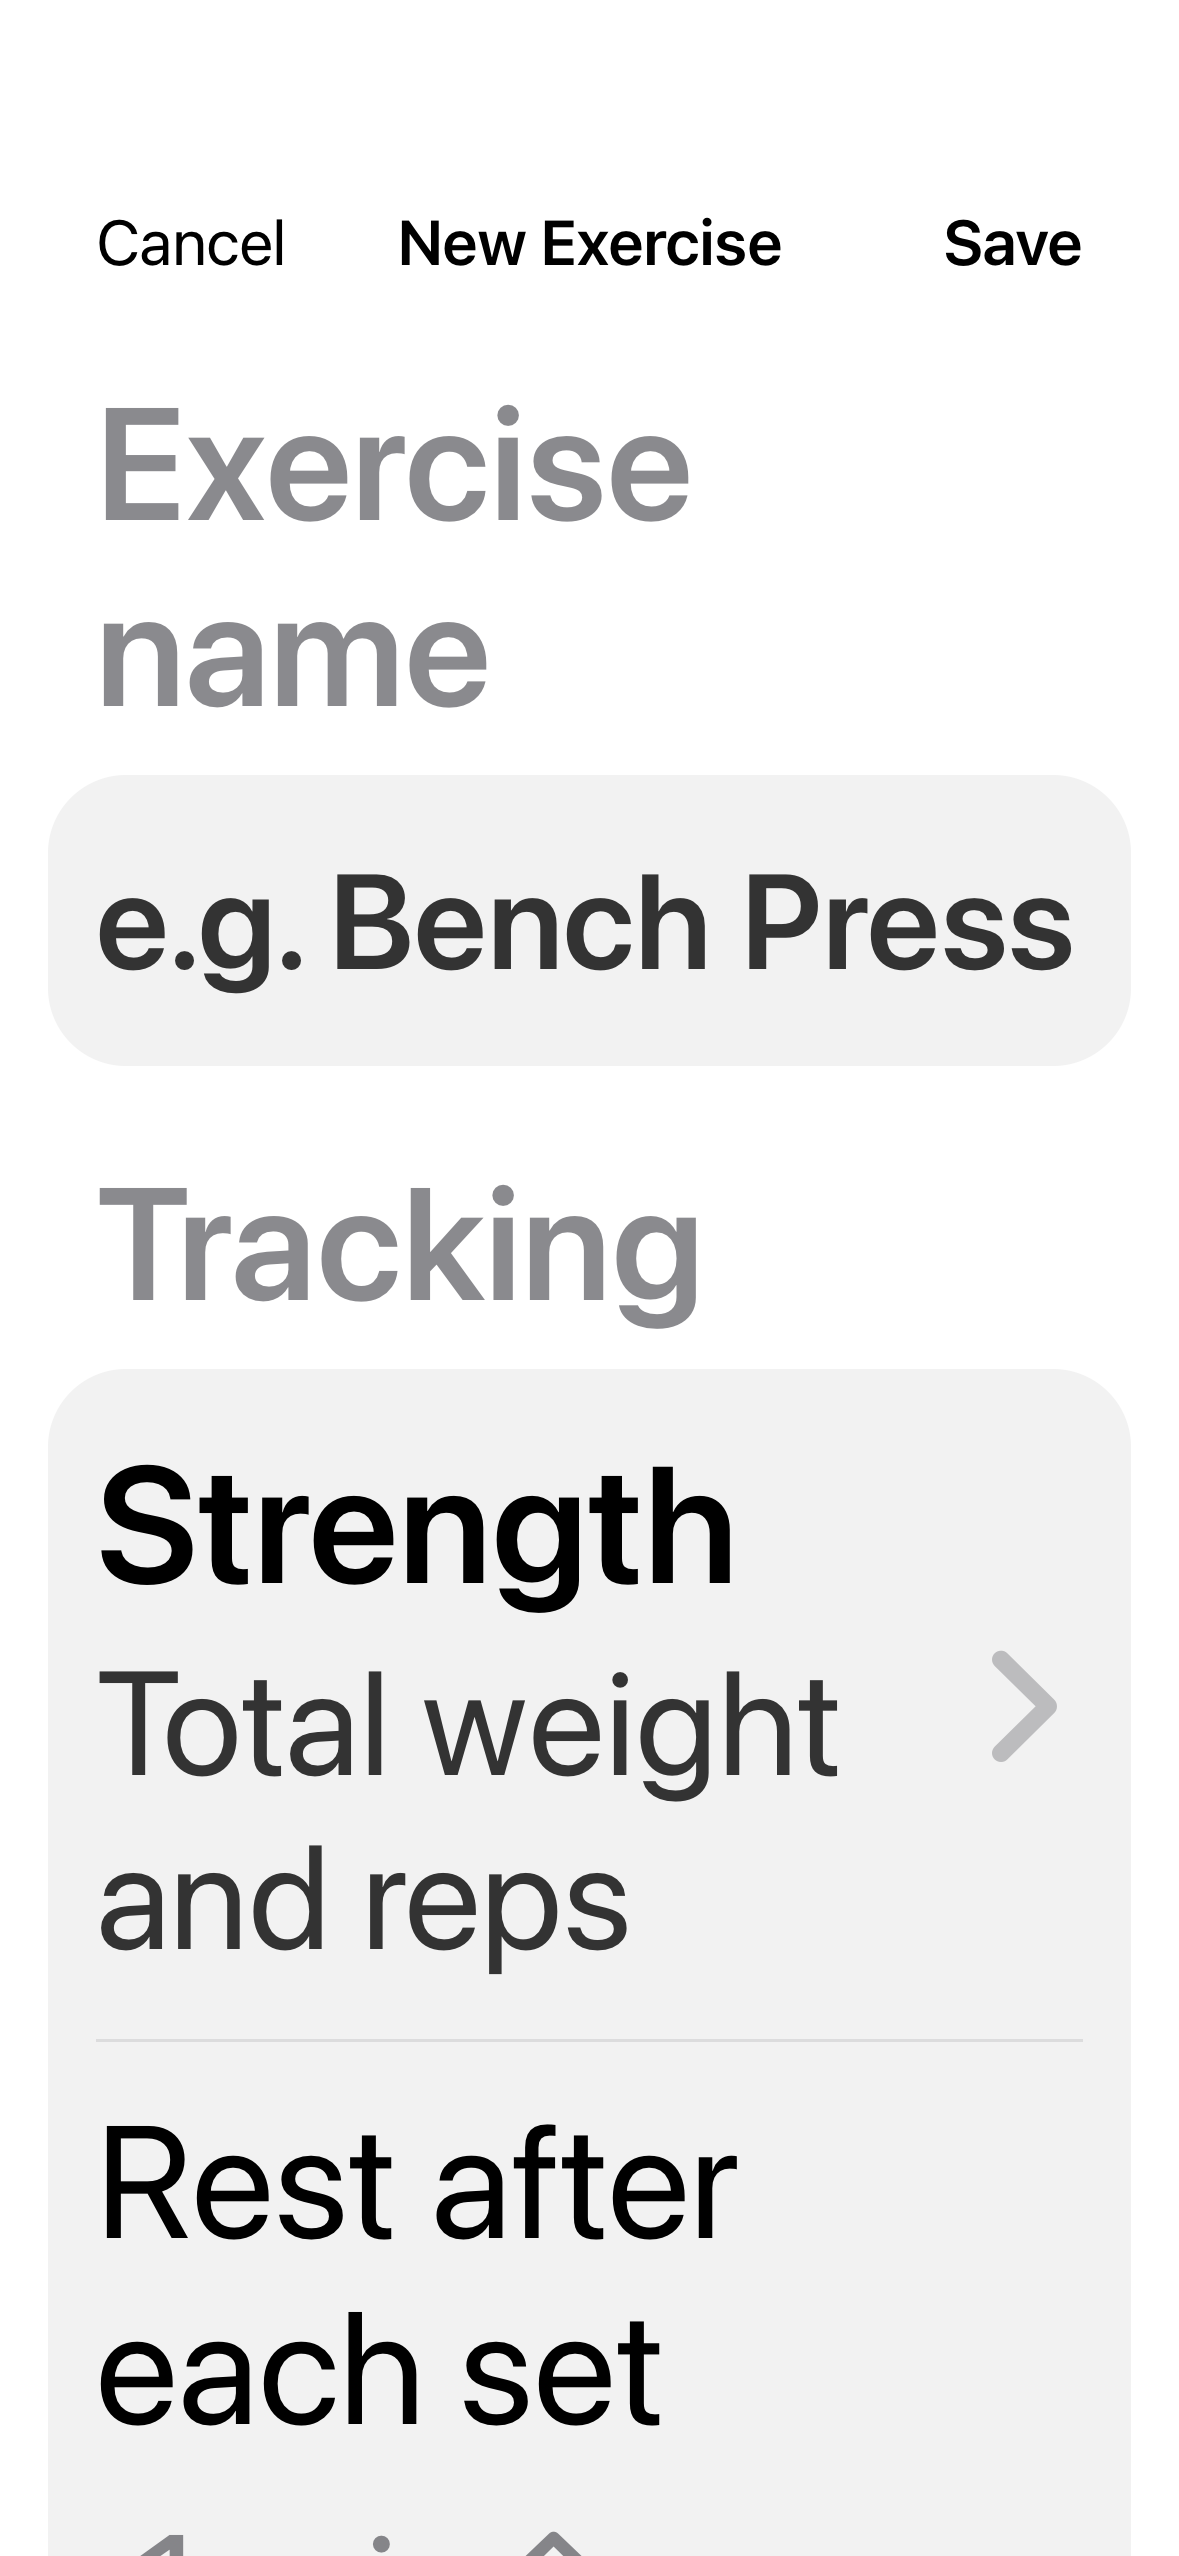 Cancel New Exercise Save
Exercise
name
e.g. Bench Press
Tracking
Strength
Total weight
and reps
Rest after
each set